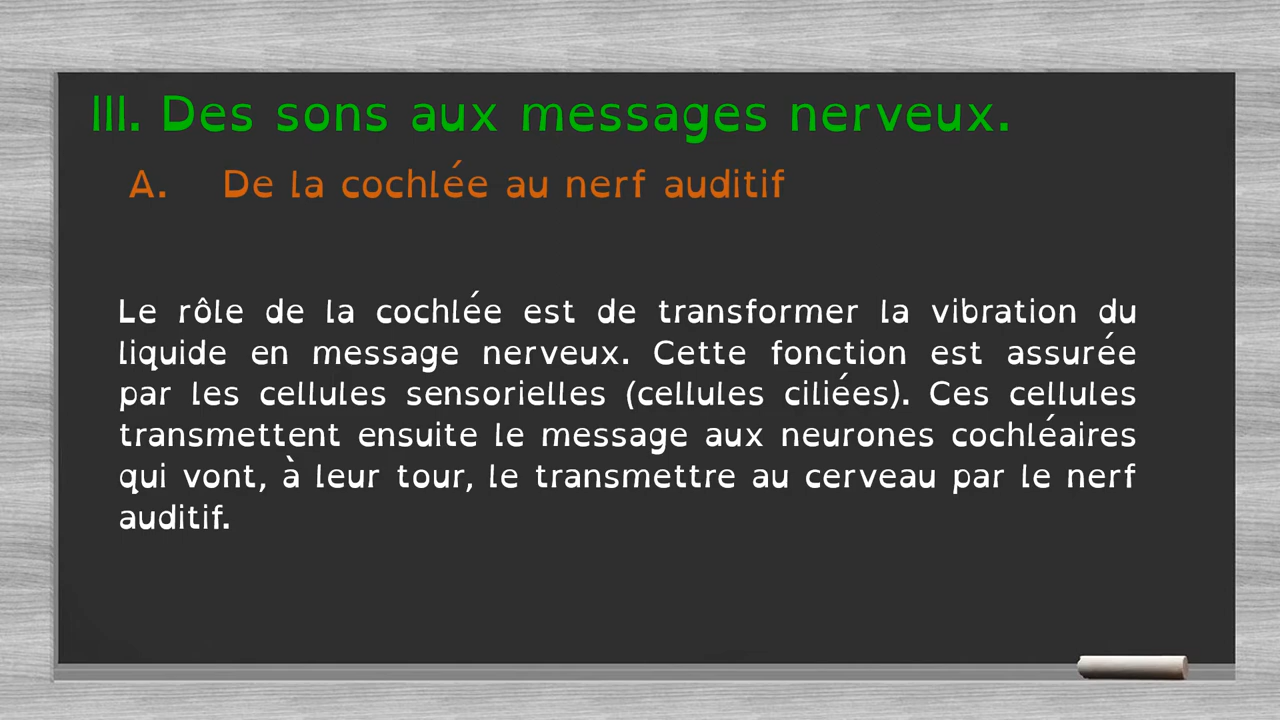 III. Des sons aux messages nerveux.
A. De la cochlée au nerf auditif
Le rôle de la cochlée est de transformer la vibration du
liquide en message nerveux. Cette fonction est assurée
par les cellules sensorielles (cellules ciliées). Ces cellules
transmettent ensuite le message aux neurones cochléaires
qui vont, à leur tour, le transmettre au cerveau par le nerf
auditif.